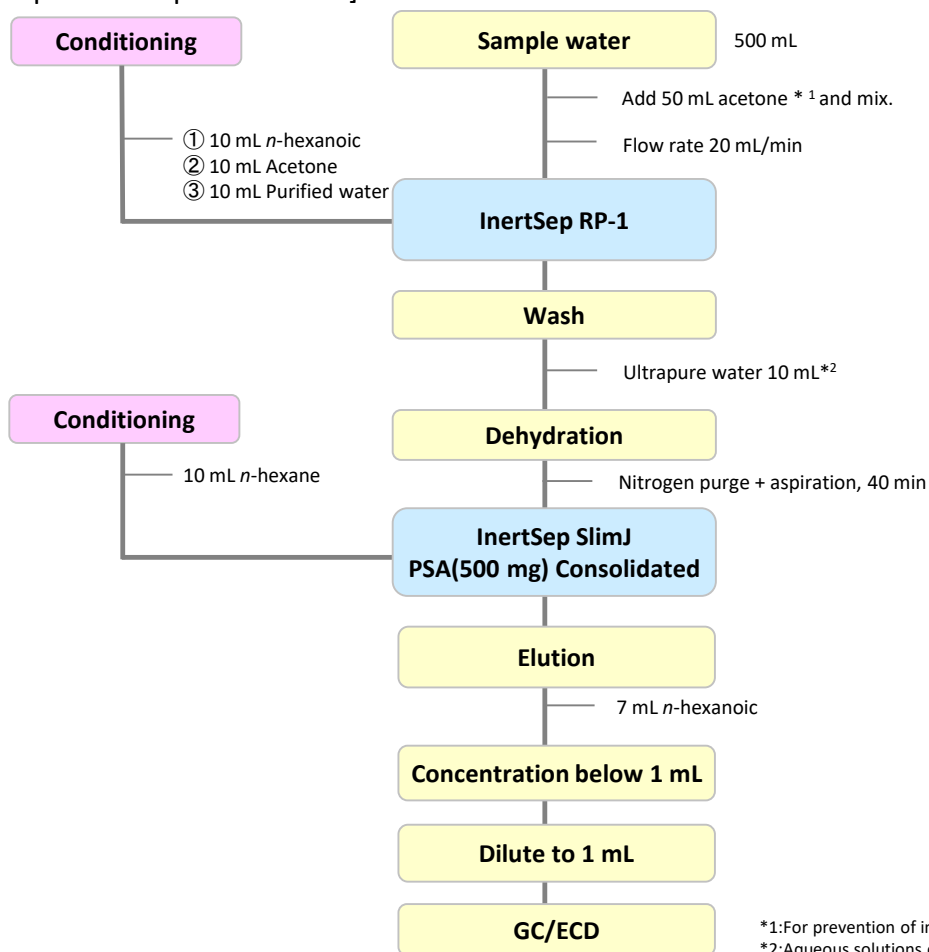 Conditioning
Sample water
500 mL
Add 50 mL acetone * 1 and mix.
① 10 mL n-hexanoic
② 10 mL Acetone
③ 10 mL Purified water
Flow rate 20 mL/min
InertSep RP-1
Wash
Ultrapure water 10 mL*2
Conditioning
10 mL n-hexane
Dehydration
Nitrogen purge + aspiration, 40 min
InertSep SlimJ
PSA(500 mg) Consolidated
Elution
7 mL n-hexanoic
Concentration below 1 mL
Dilute to 1 mL
GC/ECD
*1:For prevention of
*2:Aqueous solutions